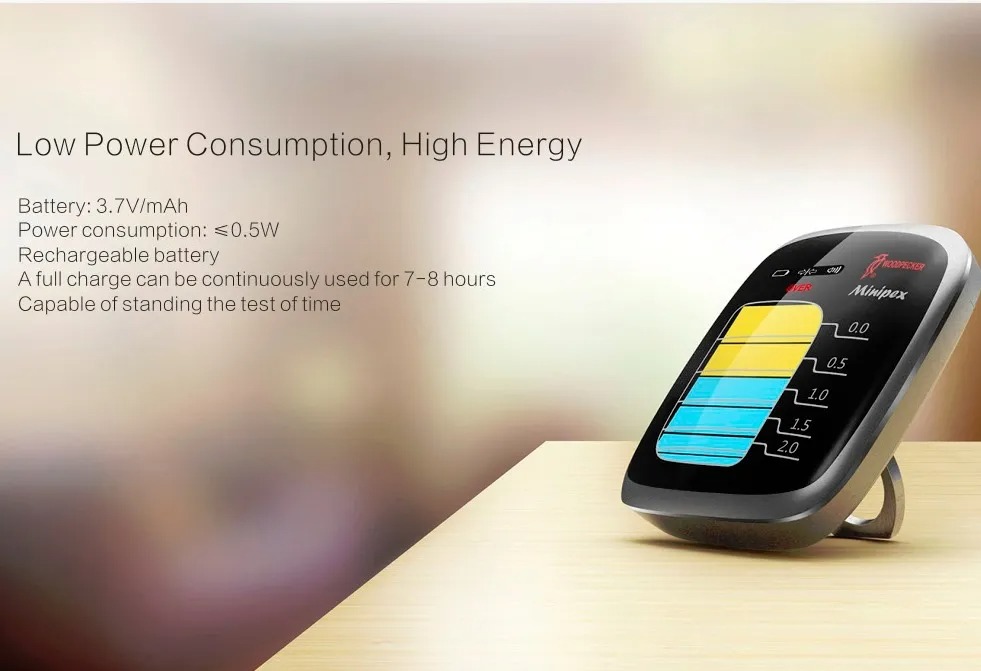 Low Power Consumption, High Energy
Battery: 3.7V/mAh
Power consumption: ≤0.5W
Rechargeable battery
A full charge can be continuously used for 7-8 hours
Capable of standing the test of time
WOODPECKER
OVER
Minipex
0.0
0.5
1.0
1.5
2.0